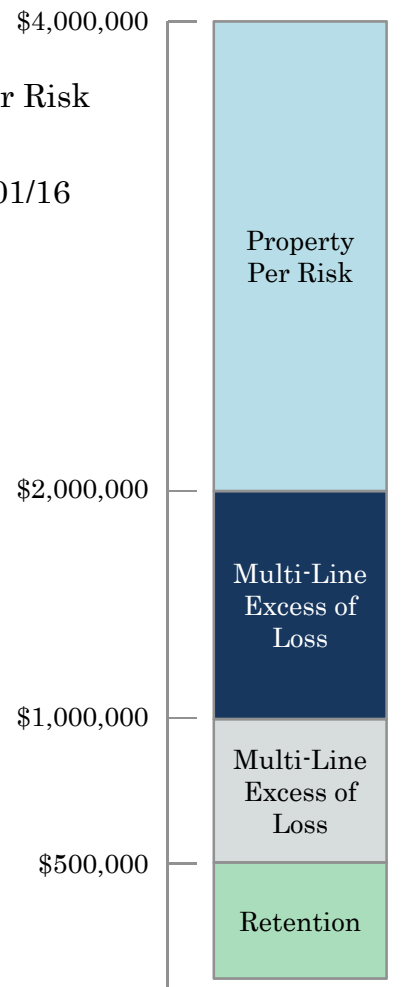 $4,000,000
r Risk
01/16
Property
Per Risk
$2,000,000
Multi-Line
Excess of
Loss
$1,000,000
Multi-Line
Excess of
Loss
$500,000
Retention